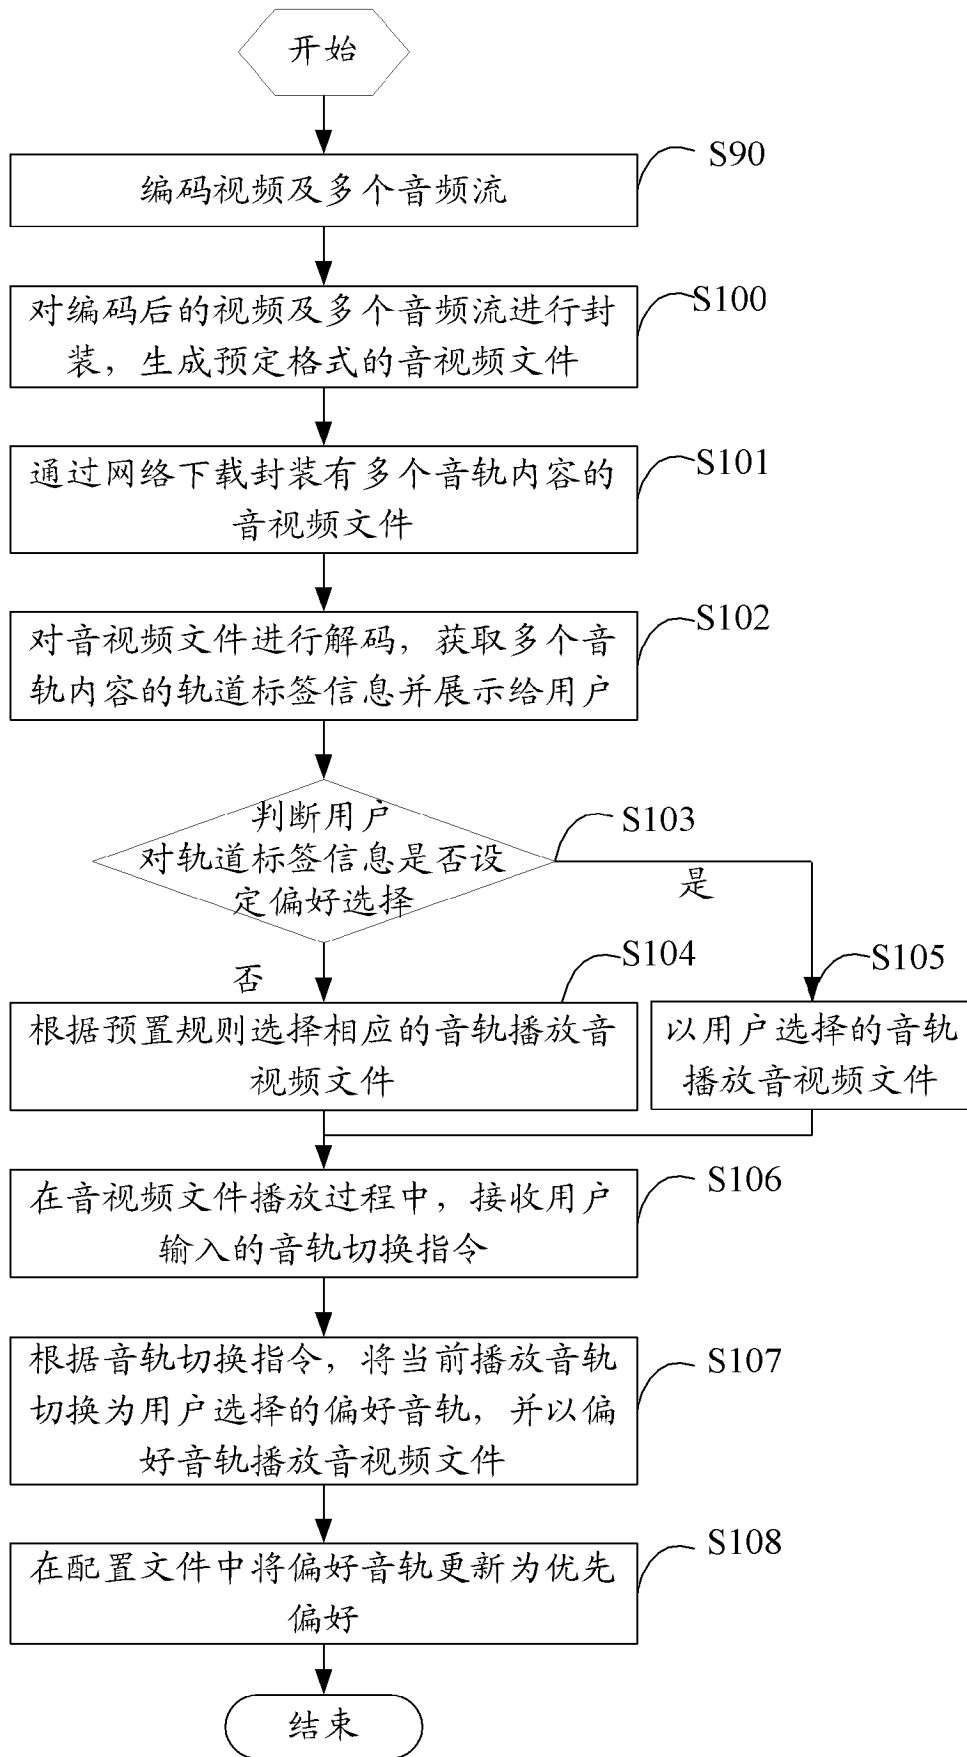 开始
S90
编码视频及多个音频流
S100
对编码后的视频及多个音频流进行封
装，生成预定格式的音视频文件
S101
通过网络下载封装有多个音轨内容的
音视频文件
S102
对音视频文件进行解码，获取多个音
轨内容的轨道标签信息并展示给用户
S103
判断用户
对轨道标签信息是否设
定偏好选择
是
否
S104
S105
根据预置规则选择相应的音轨播放音
视频文件
以用户选择的音轨
播放音视频文件
S106
在音视频文件播放过程中，接收用户
输入的音轨切换指令
S107
根据音轨切换指令，将当前播放音轨
切换为用户选择的偏好音轨，并以偏
好音轨播放音视频文件
S108
在配置文件中将偏好音轨更新为优先
偏好
结束